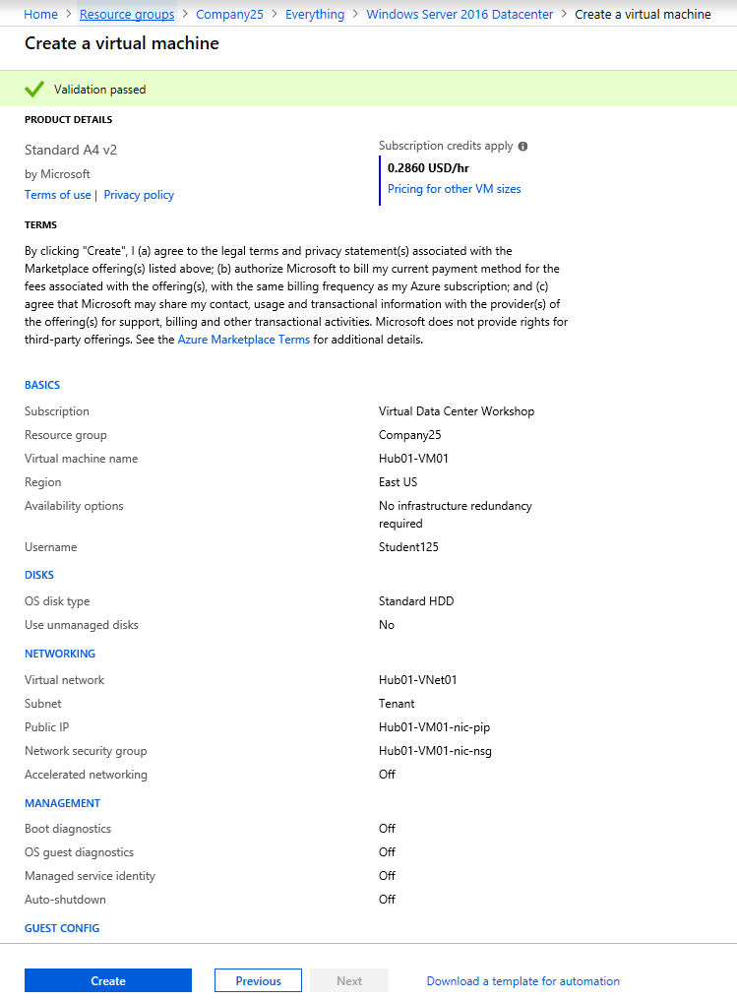 Home > Resource groups > Company25 > Everything > Windows Server 2016 Datacenter > Create a virtual machine
Create a virtual machine
Validation passed
PRODUCT DETAILS
Standard A4 v2
by Microsoft
Terms of use | Privacy policy
Subscription credits apply
0.2860 USD/hr
Pricing for other VM sizes
TERMS
By clicking "Create", I (a) agree to the legal terms and privacy statement(s) associated with the
Marketplace offering(s) listed above; (b) authorize Microsoft to bill my current payment method for the
fees associated with the offering(s), with the same billing frequency as my Azure subscription; and (c)
agree that Microsoft may share my contact, usage and transactional information with the provider(s) of
the offering(s) for support, billing and other transactional activities. Microsoft does not provide rights for
third-party offerings. See the Azure Marketplace Terms for additional details.
BASICS
Subscription Virtual Data Center Workshop
Resource group Company25
Virtual machine name Hub01-VM01
Region East US
Availability options No infrastructure redundancy
required
Username Student125
DISKS
OS disk type Standard HDD
Use unmanaged disks No
NETWORKING
Virtual network Hub01-VNet01
Subnet Tenant
Public IP Hub01-VM01-nic-pip
Network security group Hub01-VM01-nic-nsg
Accelerated networking Off
MANAGEMENT
Boot diagnostics Off
OS guest diagnostics Off
Managed service identity Off
Auto-shutdown Off
GUEST CONFIG
Create Previous Next Download a template for automation